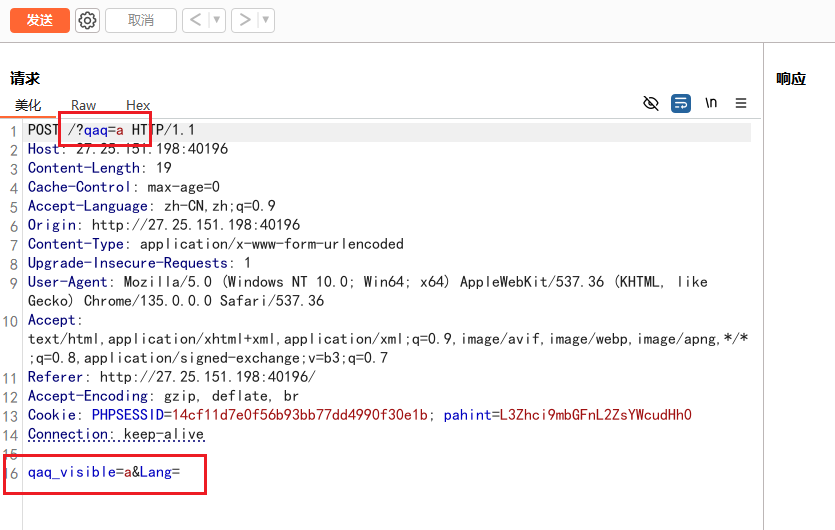 发送 取消 < ▼ > ▼
请求
响应
美化 Raw Hex \n
1 POST /?qaq=a HTTP/1.1
2 Host: 27.25.151.198:40196
3 Content-Length: 19
4 Cache-Control: max-age=0
5 Accept-Language: zh-CN,zh;q=0.9
6 Origin: http://27.25.151.198:40196
7 Content-Type: application/x-www-form-urlencoded
8 Upgrade-Insecure-Requests: 1
9 User-Agent: Mozilla/5.0 (Windows NT 10.0; Win64; x64) AppleWebKit/537.36 (KHTML, like
Gecko) Chrome/135.0.0.0 Safari/537.36
10 Accept:
text/html,application/xhtml+xml,application/xml;q=0.9,image/avif,image/webp,image/apng,*/*
;q=0.8,application/signed-exchange;v=b3;q=0.7
11 Referer: http://27.25.151.198:40196/
12 Accept-Encoding: gzip, deflate, br
13 Cookie: PHPSESSID=14cf11d7e0f56b93bb77dd4990f30e1b; pahint=L3Zhci9mbGFnL2ZsYWcudHh0
14 Connection: keep-alive
15
16 qaq_visible=a&Lang=